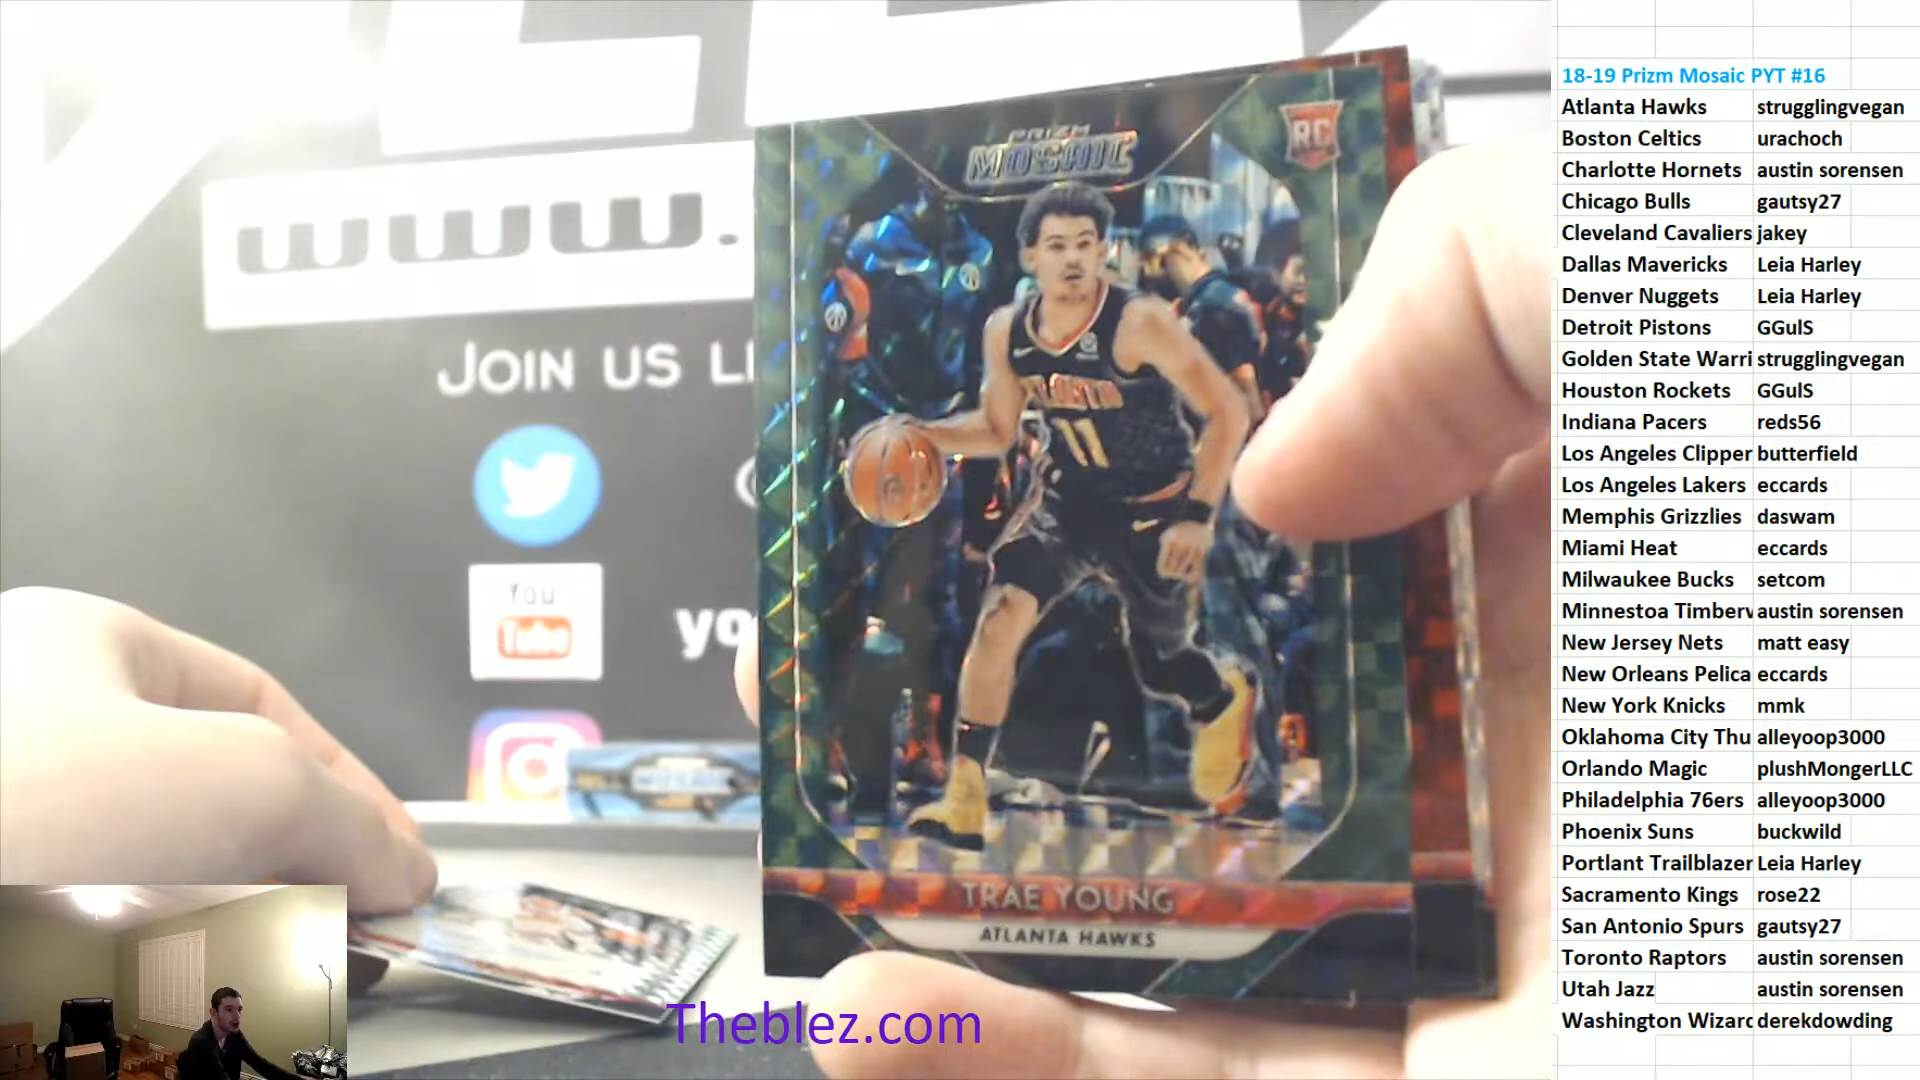 www.
JOIN US LI
You
Tube
yo
PRIZM
MOSAIC
RC
ATLANTA
11
TRAE YOUNG
ATLANTA HAWKS
Theblez.com
18-19 Prizm Mosaic PYT #16
Atlanta Hawks strugglingvegan
Boston Celtics urachoch
Charlotte Hornets austin sorensen
Chicago Bulls gautsy27
Cleveland Cavaliers jakey
Dallas Mavericks Leia Harley
Denver Nuggets Leia Harley
Detroit Pistons GGulS
Golden State Warri strugglingvegan
Houston Rockets GGulS
Indiana Pacers reds56
Los Angeles Clipper butterfield
Los Angeles Lakers eccards
Memphis Grizzlies daswam
Miami Heat eccards
Milwaukee Bucks setcom
Minnestoa Timberv austin sorensen
New Jersey Nets matt easy
New Orleans Pelica eccards
New York Knicks mmk
Oklahoma City Thu alleyoop3000
Orlando Magic plushMongerLLC
Philadelphia 76ers alleyoop3000
Phoenix Suns buckwild
Portlant Trailblazer Leia Harley
Sacramento Kings rose22
San Antonio Spurs gautsy27
Toronto Raptors austin sorensen
Utah Jazz austin sorensen
Washington Wizarc derekdowding